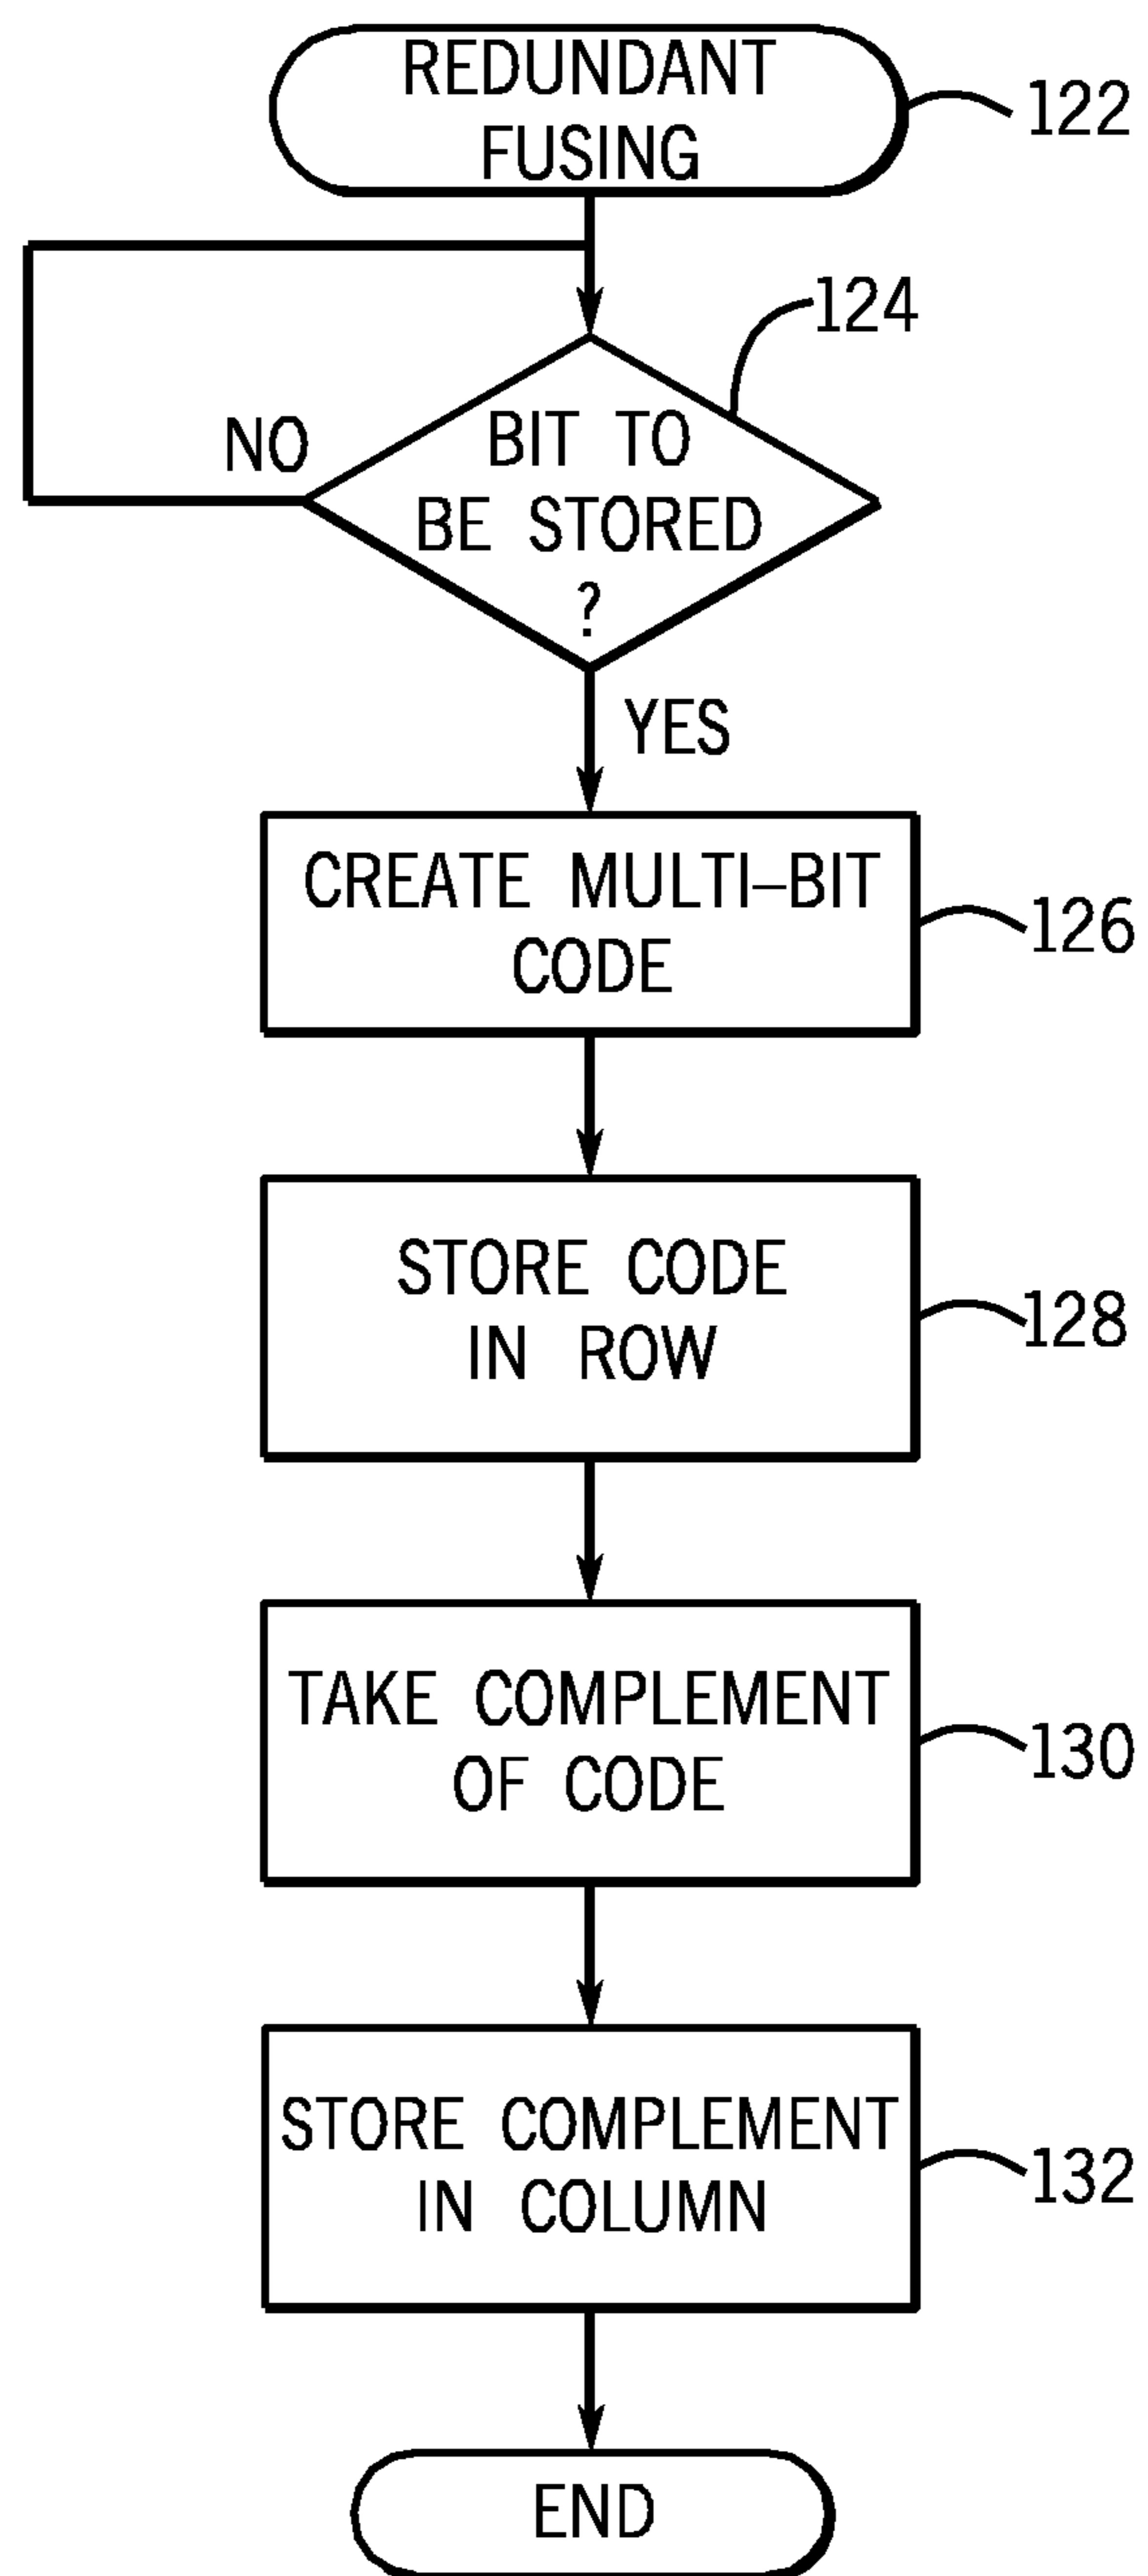 REDUNDANT
FUSING
122
124
BIT TO
BE STORED
?
NO
YES
CREATE MULTI–BIT
CODE
126
STORE CODE
IN ROW
128
TAKE COMPLEMENT
OF CODE
130
STORE COMPLEMENT
IN COLUMN
132
END